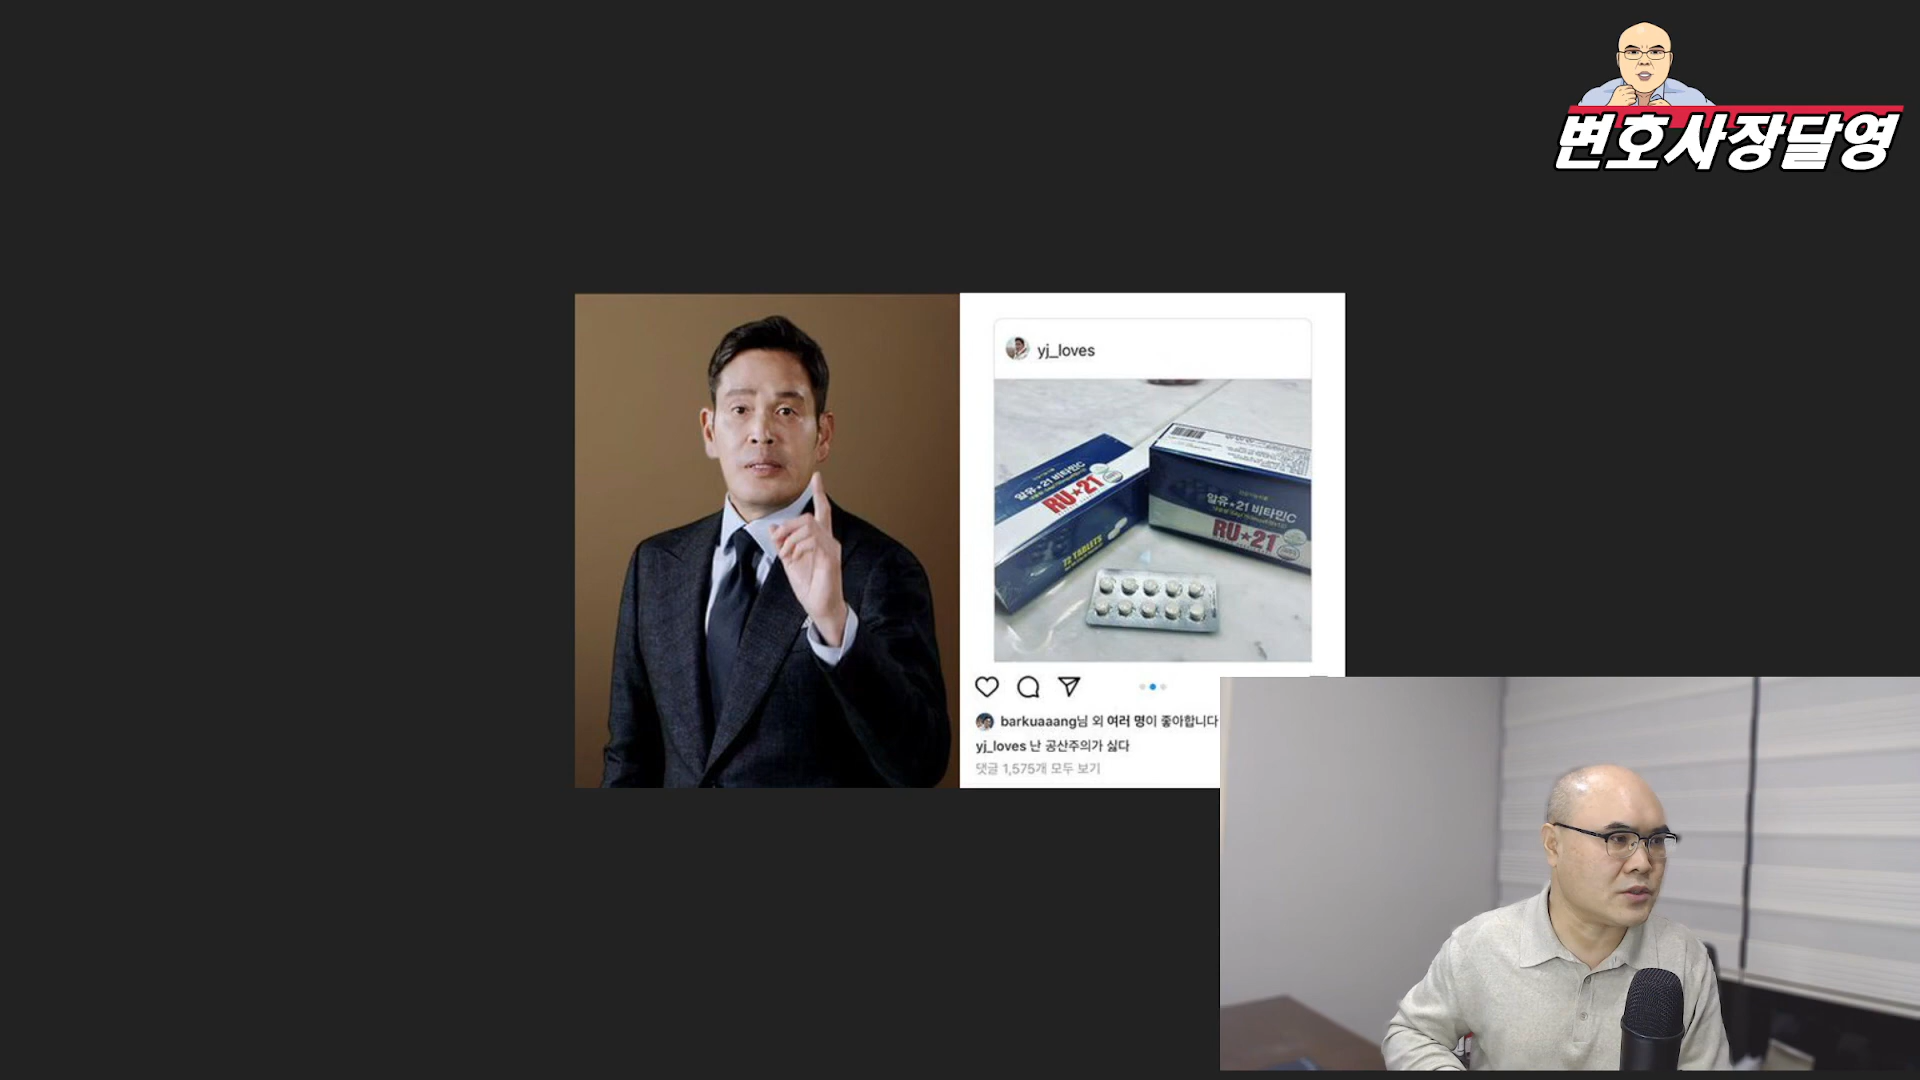 변호사장달영
yj_loves
알유★21 비타민C
RU★21
72 TABLETS
알유★21 비타민C
RU★21
barkuaaang님 외 여러 명이 좋아합니다
yj_loves 난 공산주의가 싫다
댓글 1,575개 모두 보기